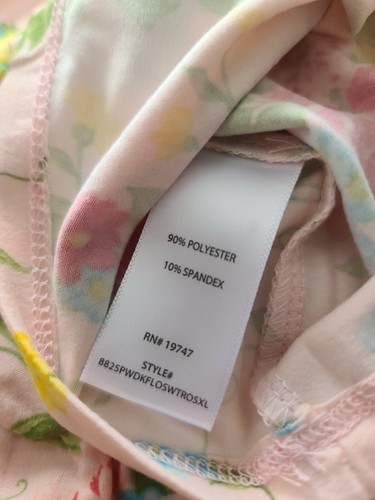 90% POLYESTER
10% SPANDEX
RN# 19747
STYLE#
8825PWDKFLOSWTROSXL